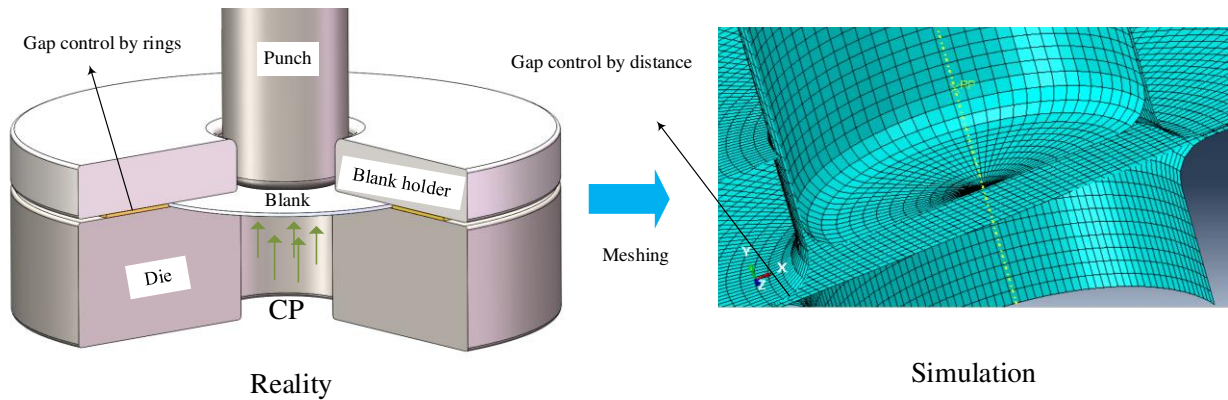 Gap control by rings
Punch
Gap control by distance
Blank holder
Blank
Die
CP
Meshing
Y
X
Z
Reality
Simulation